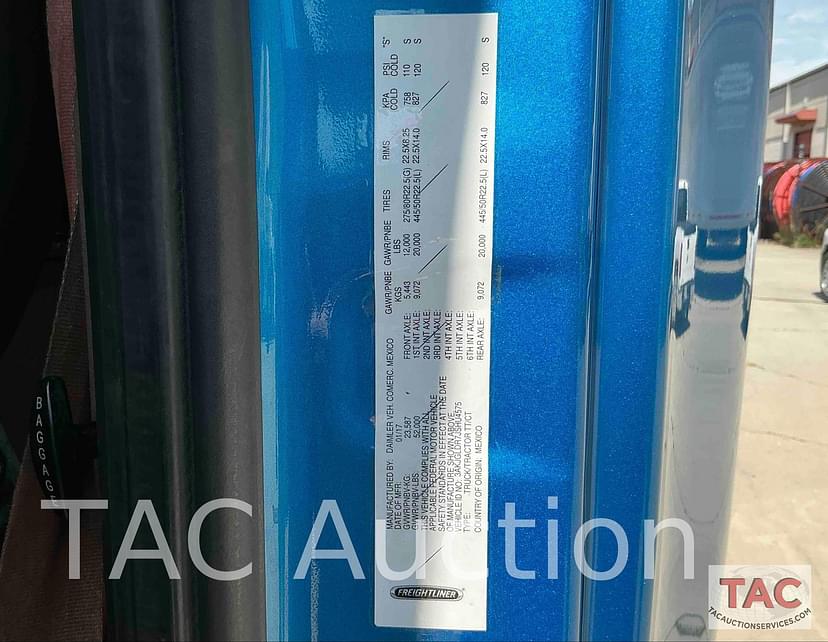 MANUFACTURED BY DAIMLER VEH. COMERC. MEXICO
DATE OF MFR 01/17
GVWR/PNBV-KG: 23,587
GVWR/PNBV-LBS: 52,000
THIS VEHICLE COMPLIES WITH ALL
APPLICABLE FEDERAL MOTOR VEHICLE
SAFETY STANDARDS IN EFFECT AT THE DATE
OF MANUFACTURE SHOWN ABOVE.
VEHICLE ID NO.:
TYPE: TRUCK/TRACTOR TT/CT
COUNTRY OF ORIGIN: MEXICO
GAWR/PNBE KGS GAWR/PNBE LBS TIRES RIMS KPA COLD PSI COLD "S"
FRONT AXLE: 5,443 12,000 275/80R22.5(G) 22.5X8.25 758 110 S
1ST INT AXLE: 9,072 20,000 445/50R22.5(L) 22.5X14.0 827 120 S
2ND INT AXLE:
3RD INT AXLE:
4TH INT AXLE:
5TH INT AXLE:
6TH INT AXLE:
REAR AXLE: 9,072 20,000 445/50R22.5(L) 22.5X14.0 827 120 S
FREIGHTLINER
BAGGAGE
TAC Auction
TAC
TACAUCTIONSERVICES.COM